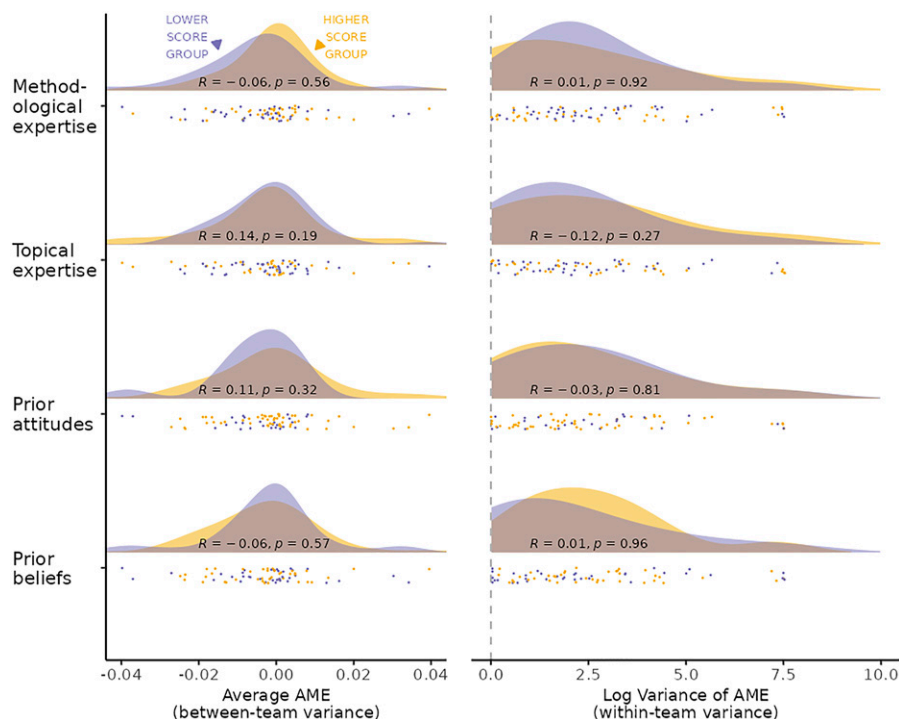 LOWER
SCORE
GROUP
HIGHER
SCORE
GROUP
Method-
ological
expertise
R = −0.06, p = 0.56
R = 0.01, p = 0.92
Topical
expertise
R = 0.14, p = 0.19
R = −0.12, p = 0.27
Prior
attitudes
R = 0.11, p = 0.32
R = −0.03, p = 0.81
Prior
beliefs
R = −0.06, p = 0.57
R = 0.01, p = 0.96
-0.04 -0.02 0.00 0.02 0.04
0.0 2.5 5.0 7.5 10.0
Average AME
(between-team variance)
Log Variance of AME
(within-team variance)